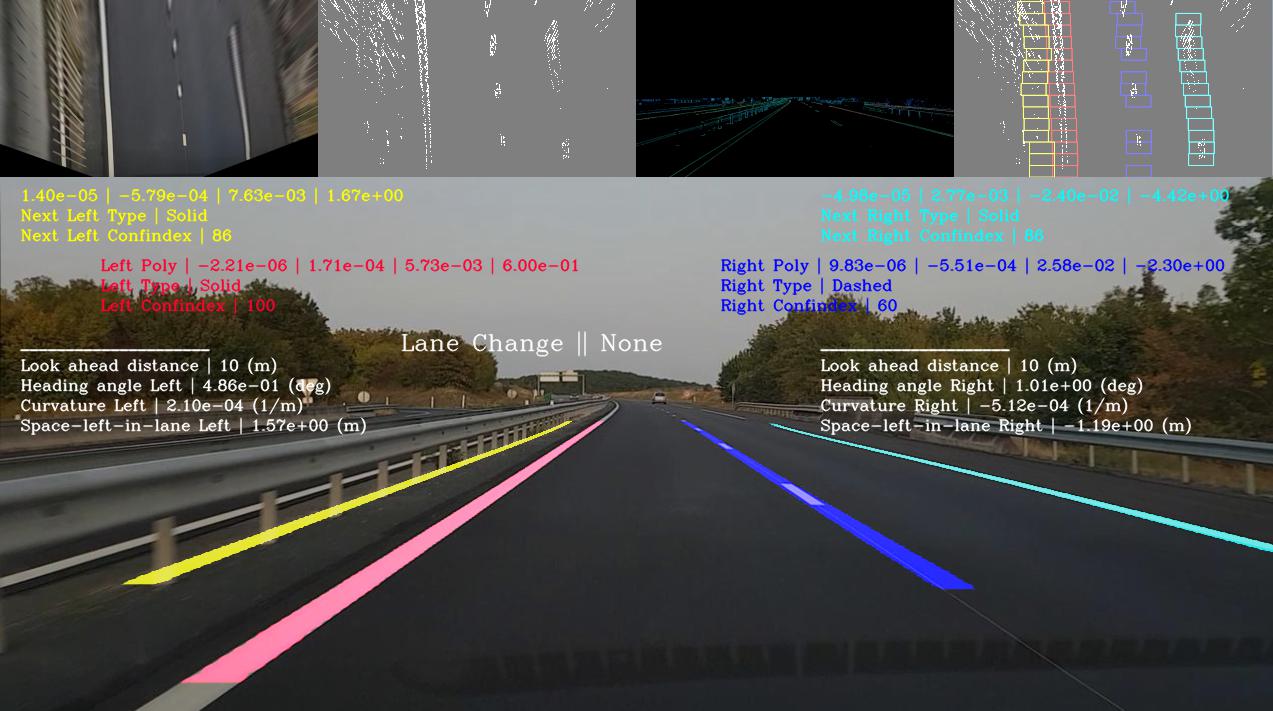 1.40e-05 | -5.79e-04 | 7.63e-03 | 1.67e+00
Next Left Type | Solid
Next Left Confindex | 86
-4.98e-05 | 2.77e-03 | -2.40e-02 | -4.42e+00
Next Right Type | Solid
Next Right Confindex | 86
Left Poly | -2.21e-06 | 1.71e-04 | 5.73e-03 | 6.00e-01
Left Type | Solid
Left Confindex | 100
Right Poly | 9.83e-06 | -5.51e-04 | 2.58e-02 | -2.30e+00
Right Type | Dashed
Right Confindex | 60
Lane Change || None
Look ahead distance | 10 (m)
Heading angle Left | 4.86e-01 (deg)
Curvature Left | 2.10e-04 (1/m)
Space-left-in-lane Left | 1.57e+00 (m)
Look ahead distance | 10 (m)
Heading angle Right | 1.01e+00 (deg)
Curvature Right | -5.12e-04 (1/m)
Space-left-in-lane Right | -1.19e+00 (m)